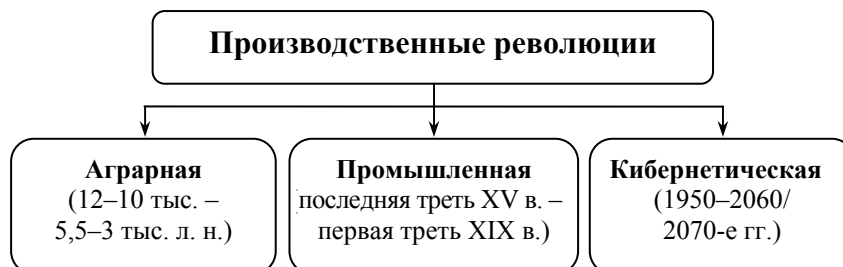 Производственные революции
Аграрная
(12–10 тыс. –
5,5–3 тыс. л. н.)
Промышленная
последняя треть XV в. –
первая треть XIX в.)
Кибернетическая
(1950–2060/
2070-е гг.)